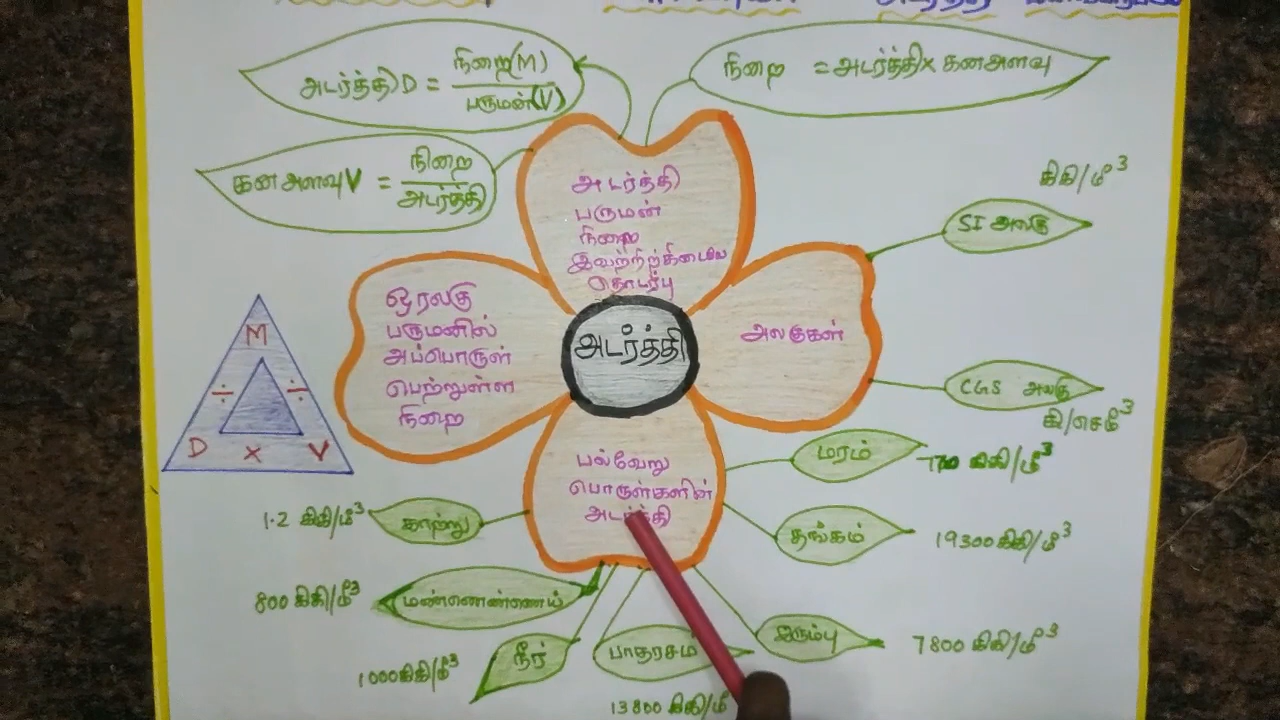 அடர்த்தி D = நிறை(M)
பருமன்(V)
நிறை = அடர்த்தி x கனஅளவு
கனஅளவு V = நிறை
அடர்த்தி
அடர்த்தி
பருமன்
நிறை
இவற்றிற்கிடையே
தொடர்பு
கிகி/மீ³
SI அலகு
ஓரலகு
பருமனில்
அப்பொருள்
பெற்றுள்ள
நிறை
அடர்த்தி
அலகுகள்
CGS அலகு
கி/செமீ³
M
÷ ÷
D x V
பல்வேறு
பொருள்களின்
அடர்த்தி
மரம் 770 கிகி/மீ³
1.2 கிகி/மீ³ காற்று
தங்கம் 19300 கிகி/மீ³
800 கிகி/மீ³ மண்ணெண்ணெய்
1000 கிகி/மீ³ நீர்
பாதரசம்
13800 கிகி/மீ
இரும்பு 7800 கிகி/மீ³